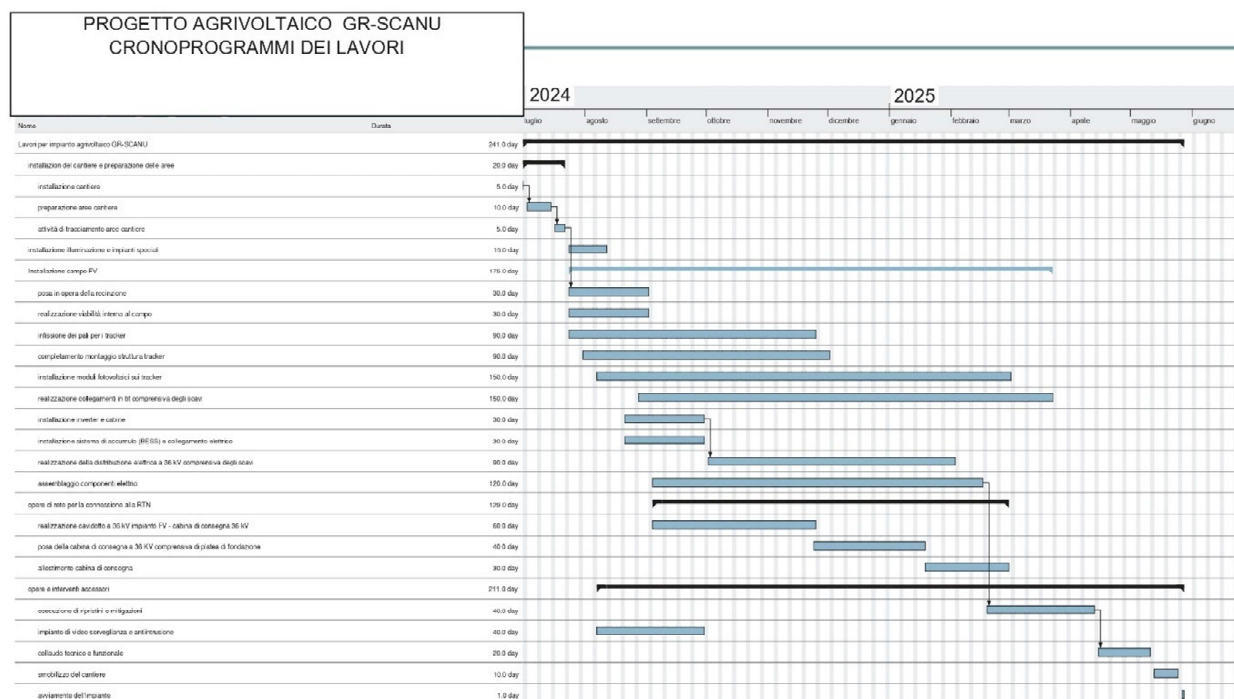 PROGETTO AGRIVOLTAICO GR-SCANU
CRONOPROGRAMMI DEI LAVORI
2024 2025
Nome Durata luglio agosto settembre ottobre novembre dicembre gennaio febbraio marzo aprile maggio giugno
Lavori per impianto agrivoltaico GR-SCANU 241.0 day
installazioni del cantiere e preparazione delle aree 20.0 day
installazione cantiere 5.0 day
preparazione aree cantiere 10.0 day
attività di tracciamento aree cantiere 5.0 day
installazione illuminazione e impianti speciali 15.0 day
Installazione campo FV 176.0 day
posa in opera della recinzione 30.0 day
realizzazione viabilità interna al campo 30.0 day
infissione dei pali per i tracker 90.0 day
completamento montaggio struttura tracker 90.0 day
installazione moduli fotovoltaici sui tracker 150.0 day
realizzazione collegamenti in bt comprensiva degli scavi 150.0 day
installazione inverter e cabine 30.0 day
installazione sistema di accumulo (BESS) e collegamento elettrico 30.0 day
realizzazione della distribuzione elettrica a 36 kV comprensiva degli scavi 90.0 day
assemblaggio componenti elettrici 120.0 day
opere di rete per la connessione alla RTN 129.0 day
realizzazione cavidotto a 36 kV impianto FV - cabina di consegna 36 kV 60.0 day
posa della cabina di consegna a 36 KV comprensiva di platea di fondazione 40.0 day
allestimento cabina di consegna 30.0 day
opere e interventi accessori 211.0 day
esecuzione di ripristini e mitigazioni 40.0 day
impianto di video sorveglianza e antiintrusione 40.0 day
collaudo tecnico e funzionale 20.0 day
smobilizzo del cantiere 10.0 day
avviamento dell'impianto 1.0 day